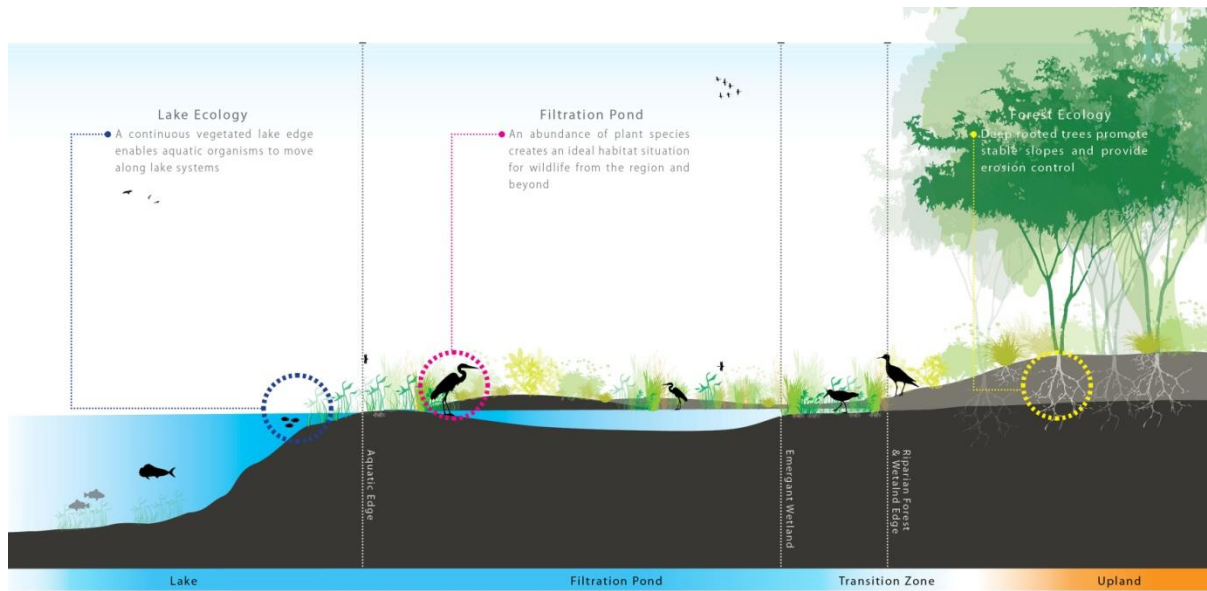 Lake Ecology
A continuous vegetated lake edge
enables aquatic organisms to move
along lake systems
Filtration Pond
An abundance of plant species
creates an ideal habitat situation
for wildlife from the region and
beyond
Forest Ecology
Deep rooted trees promote
stable slopes and provide
erosion control
Aquatic Edge
Emergant Wetland
Riparian Forest
& Wetalnd Edge
Lake
Filtration Pond
Transition Zone
Upland